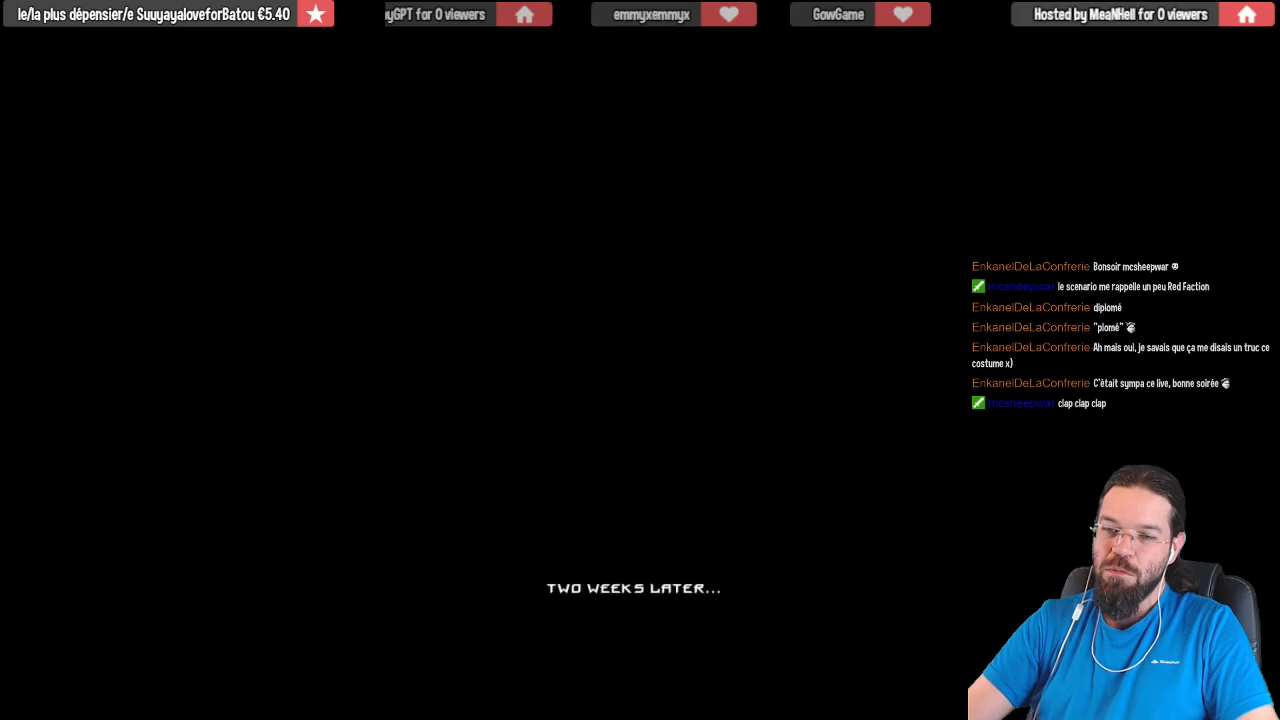 le/la plus dépensier/e SuuyayaloveforBatou €5.40
yGPT for 0 viewers
emmyxemmyx
GowGame
Hosted by MeaNHell for 0 viewers
EnkanelDeLaConfrerie Bonsoir mcsheepwar
mcsheepwar le scenario me rappelle un peu Red Faction
EnkanelDeLaConfrerie diplomé
EnkanelDeLaConfrerie "plomé"
EnkanelDeLaConfrerie Ah mais oui, je savais que ça me disais un truc ce
costume x)
EnkanelDeLaConfrerie C'était sympa ce live, bonne soirée
mcsheepwar clap clap clap
TWO WEEKS LATER...